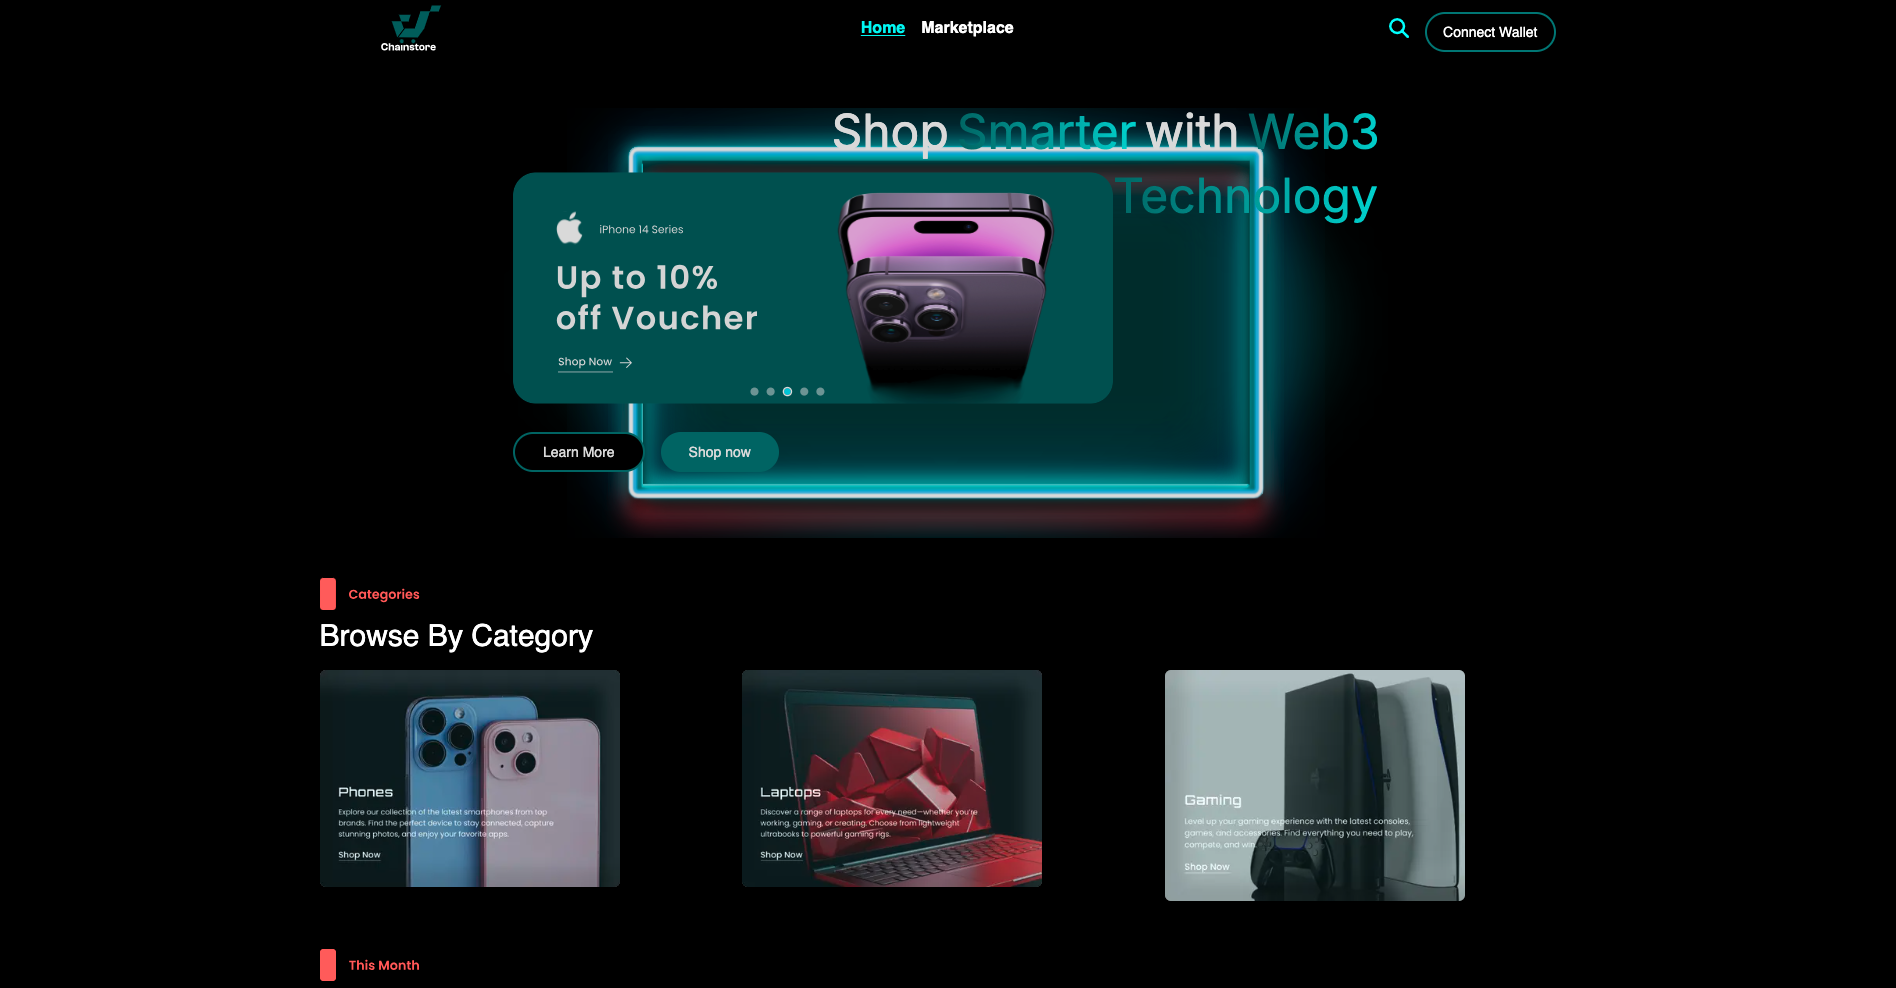 Chainstore
Home
Marketplace
Connect Wallet
Shop Smarter with Web3
Technology
iPhone 14 Series
Up to 10%
off Voucher
Shop Now
Learn More
Shop now
Categories
Browse By Category
Phones
Explore our collection of the latest smartphones from top
brands. Find the perfect device to stay connected, capture
stunning photos, and enjoy your favorite apps.
Shop Now
Laptops
Discover a range of laptops for every need—whether you're
working, gaming, or creating. Choose from lightweight
ultrabooks to powerful gaming rigs.
Shop Now
Gaming
Level up your gaming experience with the latest consoles,
games, and accessories. Find everything you need to play,
compete, and win.
Shop Now
This Month